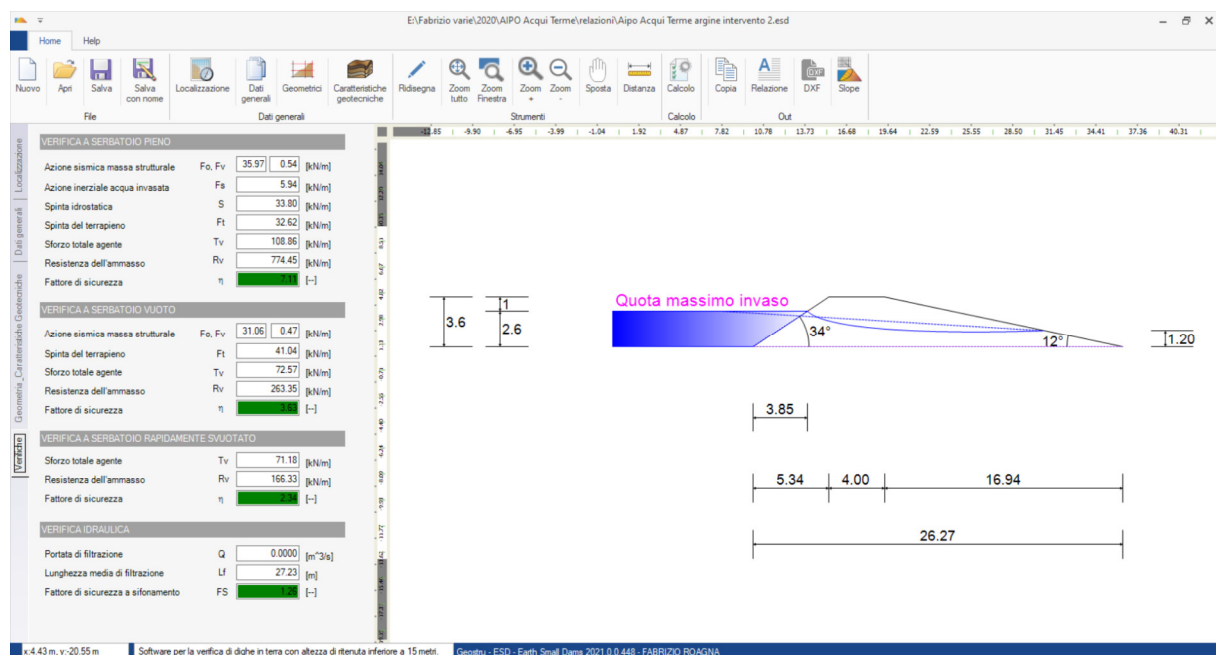 E:\Fabrizio varie\2020\AIPO Acqui Terme\relazioni\Aipo Acqui Terme argine intervento 2.esd
Home Help
Nuovo Apri Salva Salva con nome Localizzazione Dati generali Geometrici Caratteristiche geotecniche Ridisegna Zoom tutto Zoom Finestra Zoom + Zoom - Sposta Distanza Calcolo Copia Relazione DXF Slope
File Dati generali Strumenti Calcolo Out
Localizzazione
Dati generali
Geometria_Caratteristiche Geotecniche
Verifiche
VERIFICA A SERBATOIO PIENO
Azione sismica massa strutturale Fo, Fv 35.97 0.54 [kN/m]
Azione inerziale acqua invasata Fs 5.94 [kN/m]
Spinta idrostatica S 33.80 [kN/m]
Spinta del terrapieno Ft 32.62 [kN/m]
Sforzo totale agente Tv 108.86 [kN/m]
Resistenza dell'ammasso Rv 774.45 [kN/m]
Fattore di sicurezza η 7.11 [--]
VERIFICA A SERBATOIO VUOTO
Azione sismica massa strutturale Fo, Fv 31.06 0.47 [kN/m]
Spinta del terrapieno Ft 41.04 [kN/m]
Sforzo totale agente Tv 72.57 [kN/m]
Resistenza dell'ammasso Rv 263.35 [kN/m]
Fattore di sicurezza η 3.63 [--]
VERIFICA A SERBATOIO RAPIDAMENTE SVUOTATO
Sforzo totale agente Tv 71.18 [kN/m]
Resistenza dell'ammasso Rv 166.33 [kN/m]
Fattore di sicurezza η 2.34 [--]
VERIFICA IDRAULICA
Portata di filtrazione Q 0.0000 [m^3/s]
Lunghezza media di filtrazione Lf 27.23 [m]
Fattore di sicurezza a sifonamento FS 1.26 [--]
-12.85 -9.90 -6.95 -3.99 -1.04 1.92 4.87 7.82 10.78 13.73 16.68 19.64 22.59 25.55 28.50 31.45 34.41 37.36 40.31
Quota massimo invaso
3.6 1 2.6 34° 12° 1.20
3.85
5.34 4.00 16.94
26.27
x:4.43 m, y:-20.55 m Software per la verifica di dighe in terra con altezza di ritenuta inferiore a 15 metri. Geostru - ESD - Earth Small Dams 2021.0.0.448 - FABRIZIO ROAGNA